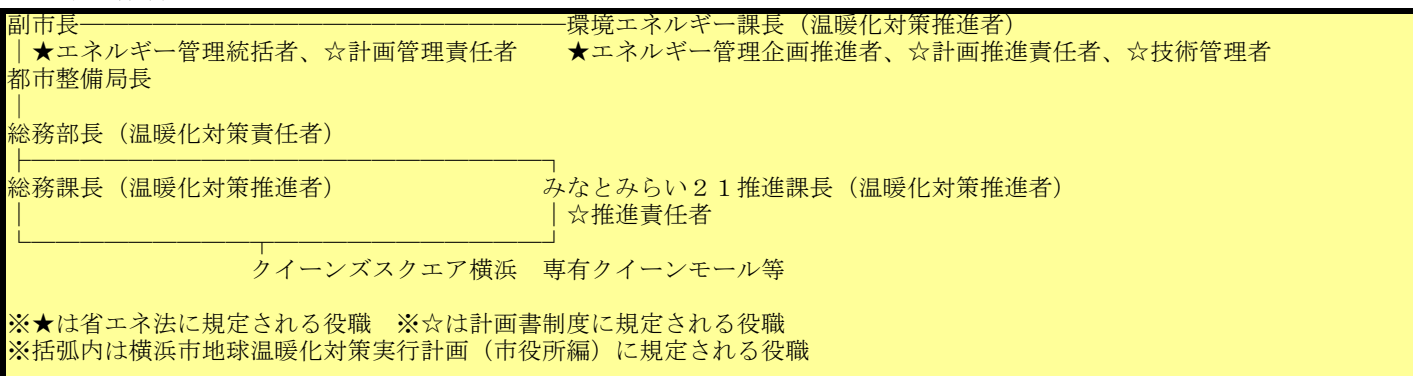 副市長――――――――――――――――――――環境エネルギー課長（温暖化対策推進者）
│★エネルギー管理統括者、☆計画管理責任者　　★エネルギー管理企画推進者、☆計画推進責任者、☆技術管理者
都市整備局長
│
総務部長（温暖化対策責任者）
├―――――――――――――――――――――┐
総務課長（温暖化対策推進者）　　　　　　　　　みなとみらい２１推進課長（温暖化対策推進者）
│　　　　　　　　　　　　　　　　　　　　　│☆推進責任者
└――――――――――┬―――――――――――┘
クイーンズスクエア横浜　専有クイーンモール等
※★は省エネ法に規定される役職　※☆は計画書制度に規定される役職
※括弧内は横浜市地球温暖化対策実行計画（市役所編）に規定される役職